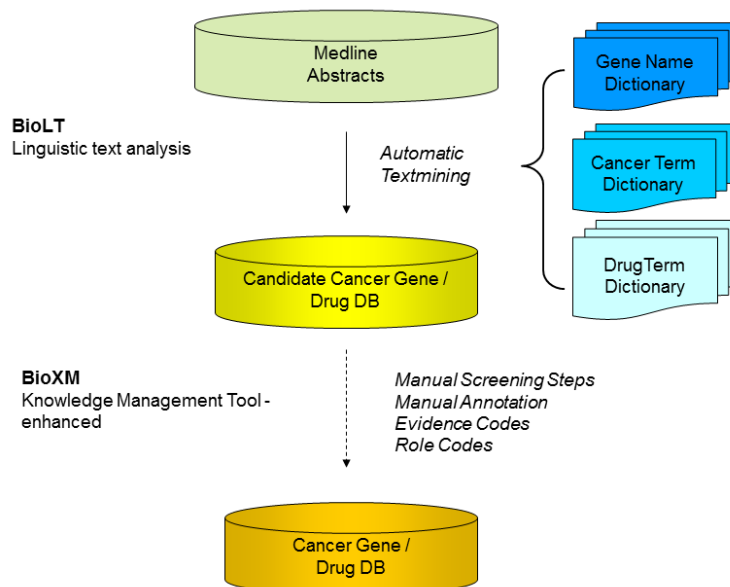 Medline
Abstracts
Gene Name
Dictionary
BioLT
Linguistic text analysis
Automatic
Textmining
Cancer Term
Dictionary
DrugTerm
Dictionary
Candidate Cancer Gene /
Drug DB
BioXM
Knowledge Management Tool -
enhanced
Manual Screening Steps
Manual Annotation
Evidence Codes
Role Codes
Cancer Gene /
Drug DB